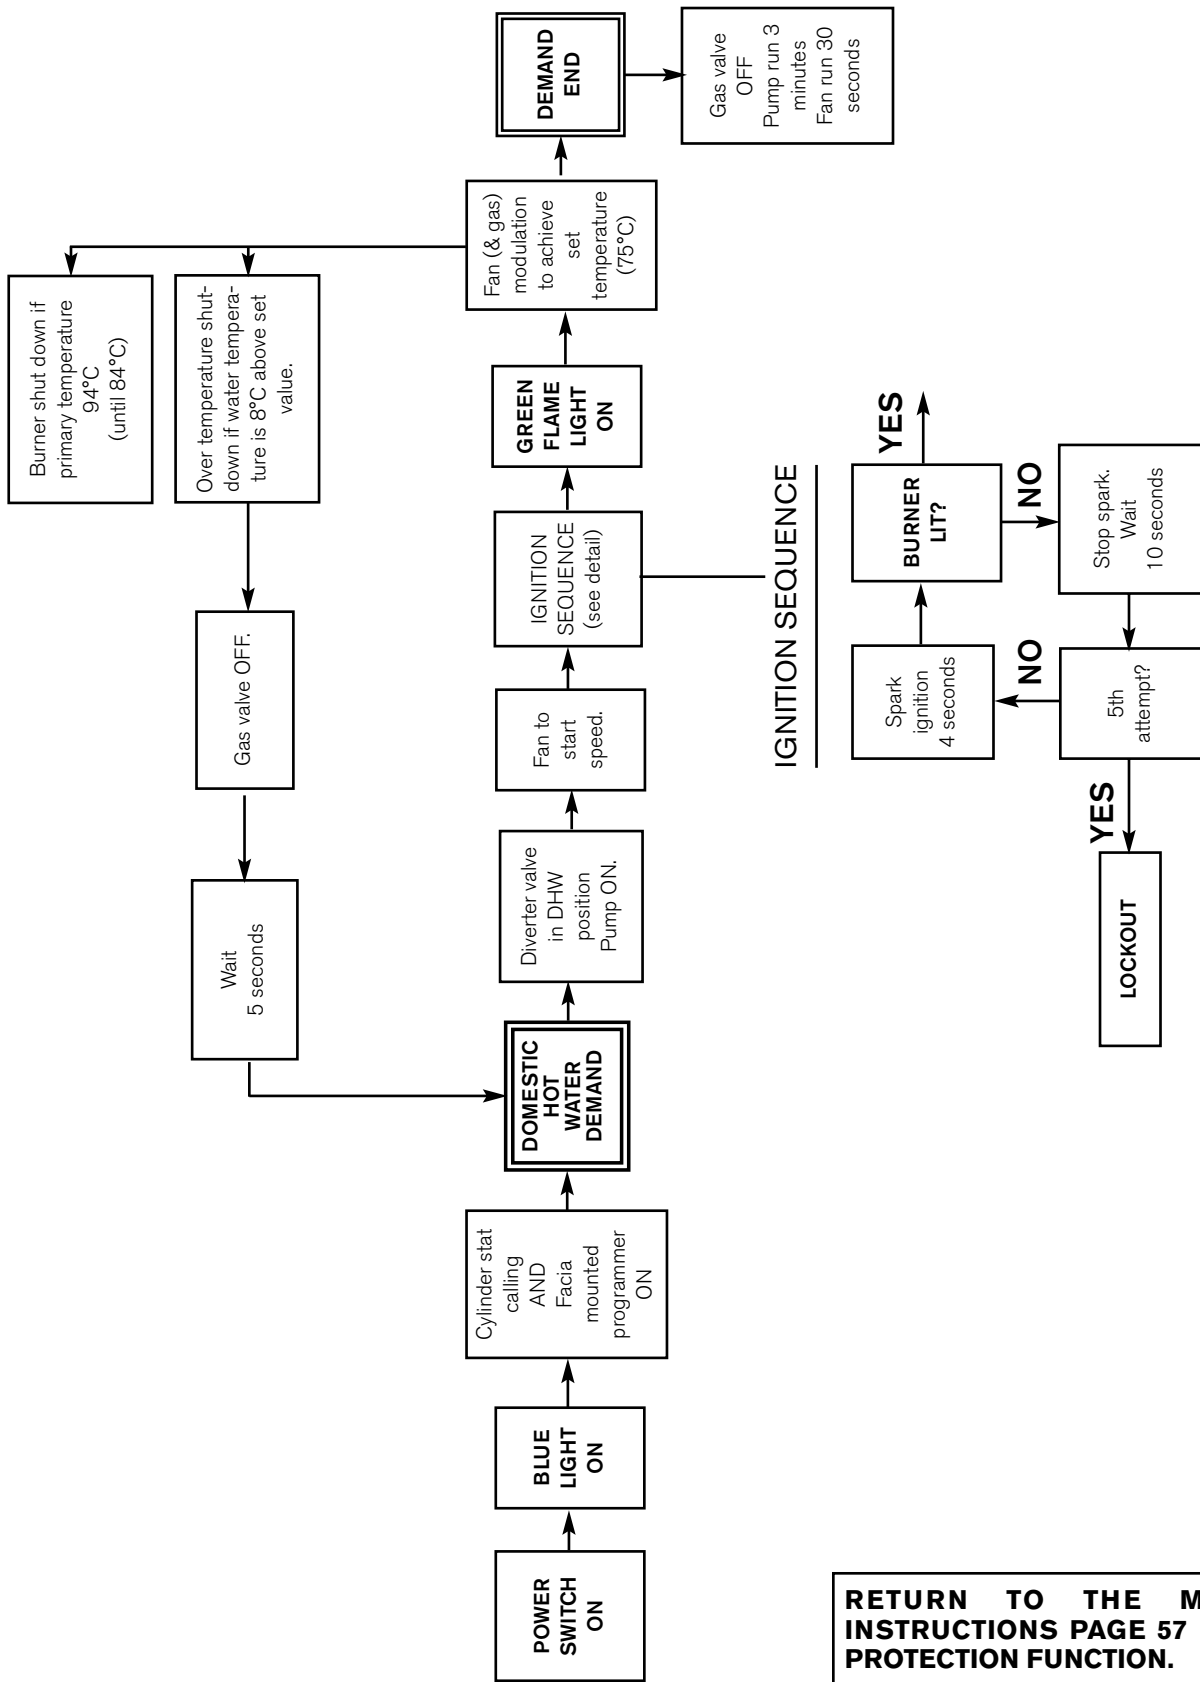 POWER
SWITCH
ON
BLUE
LIGHT
ON
Cylinder stat
calling
AND
Facia
mounted
programmer
ON
DOMESTIC
HOT
WATER
DEMAND
Diverter valve
in DHW
position
Pump ON.
Fan to
start
speed.
IGNITION
SEQUENCE
(see detail)
GREEN
FLAME
LIGHT
ON
Fan (& gas)
modulation
to achieve
set
temperature
(75°C)
DEMAND
END
Gas valve
OFF
Pump run 3
minutes
Fan run 30
seconds
Burner shut down if
primary temperature
94°C
(until 84°C)
Over temperature shut-
down if water tempera-
ture is 8°C above set
value.
Gas valve OFF.
Wait
5 seconds
IGNITION SEQUENCE
Spark
ignition
4 seconds
BURNER
LIT?
YES
NO
Stop spark.
Wait
10 seconds
5th
attempt?
NO
YES
LOCKOUT
RETURN TO THE M
INSTRUCTIONS PAGE 57
PROTECTION FUNCTION.